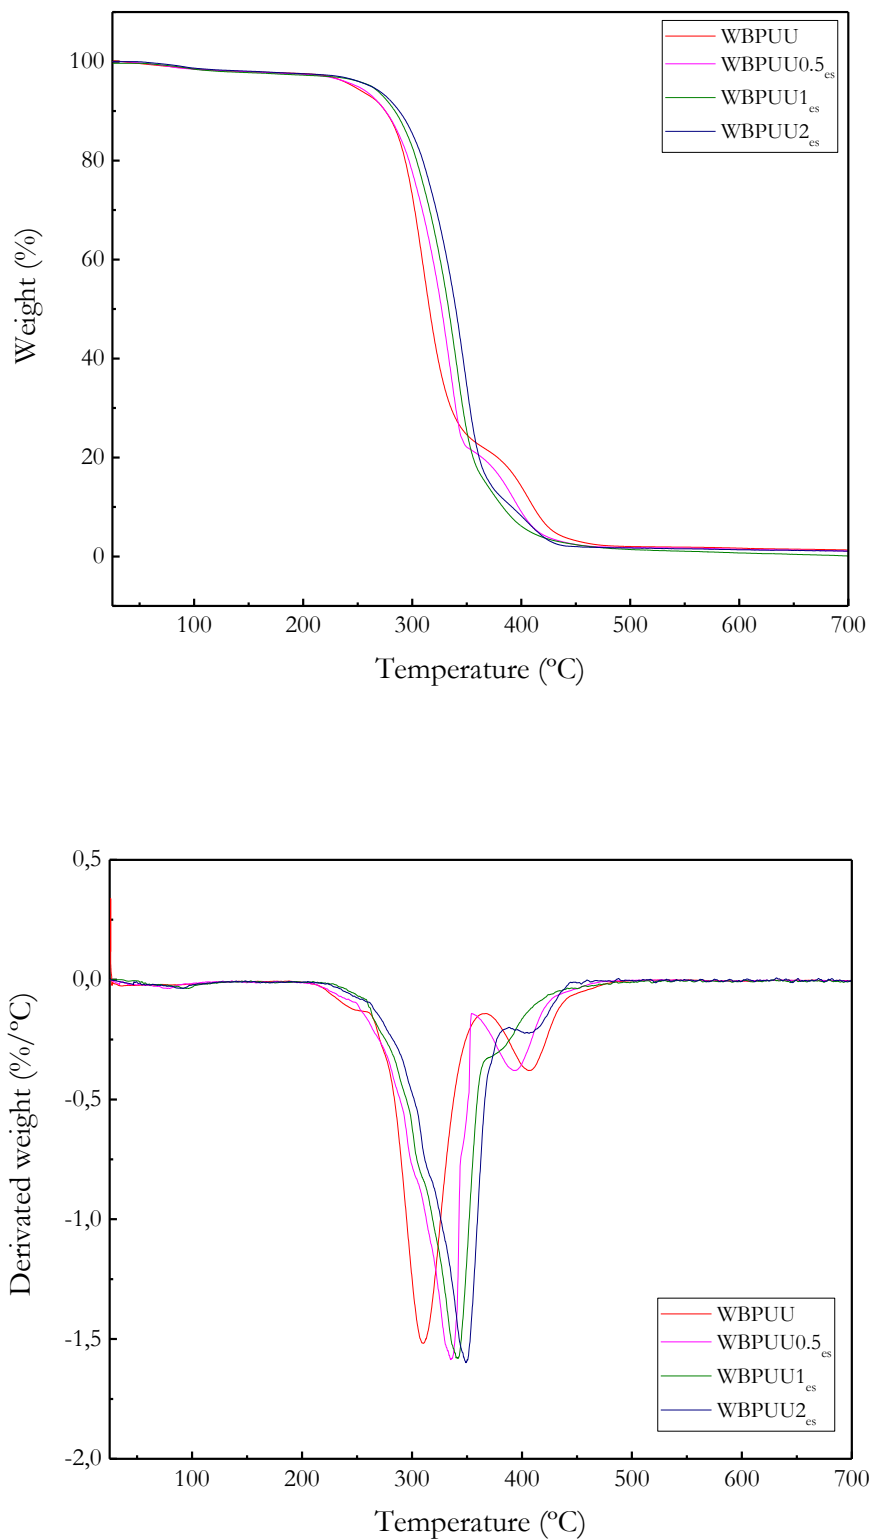 WBPUU
WBPUU0.5es
WBPUU1es
WBPUU2es
100
80
60
40
20
0
Weight (%)
100 200 300 400 500 600 700
Temperature (ºC)
0,5
0,0
-0,5
-1,0
-1,5
-2,0
Derivated weight (%/ºC)
WBPUU
WBPUU0.5es
WBPUU1es
WBPUU2es
100 200 300 400 500 600 700
Temperature (ºC)